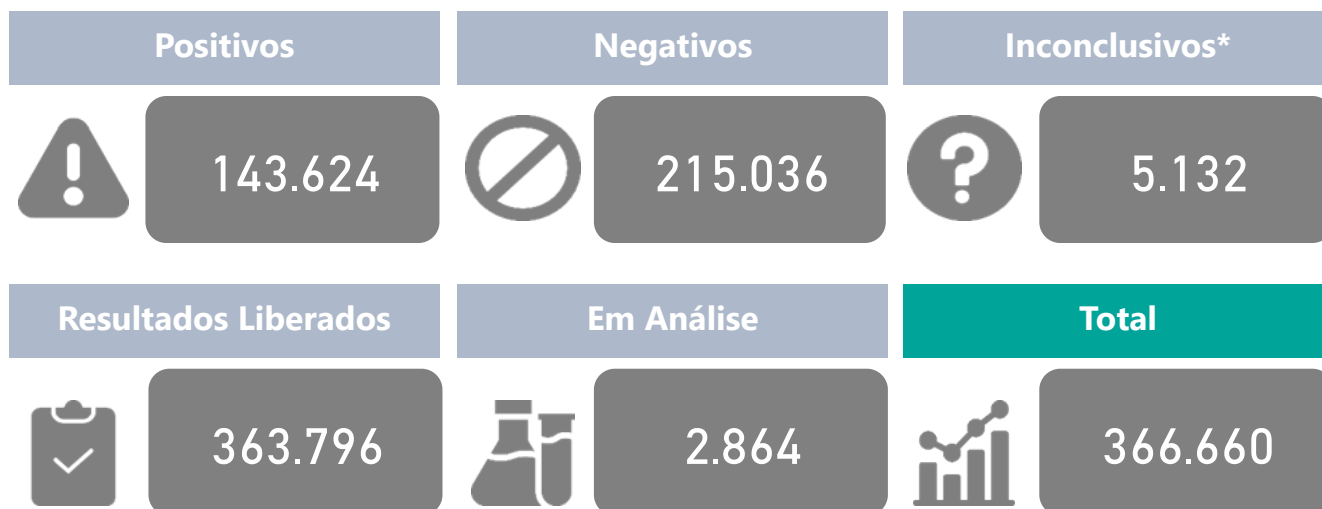 Positivos
Negativos
Inconclusivos*
143.624
215.036
5.132
Resultados Liberados
Em Análise
Total
363.796
2.864
366.660